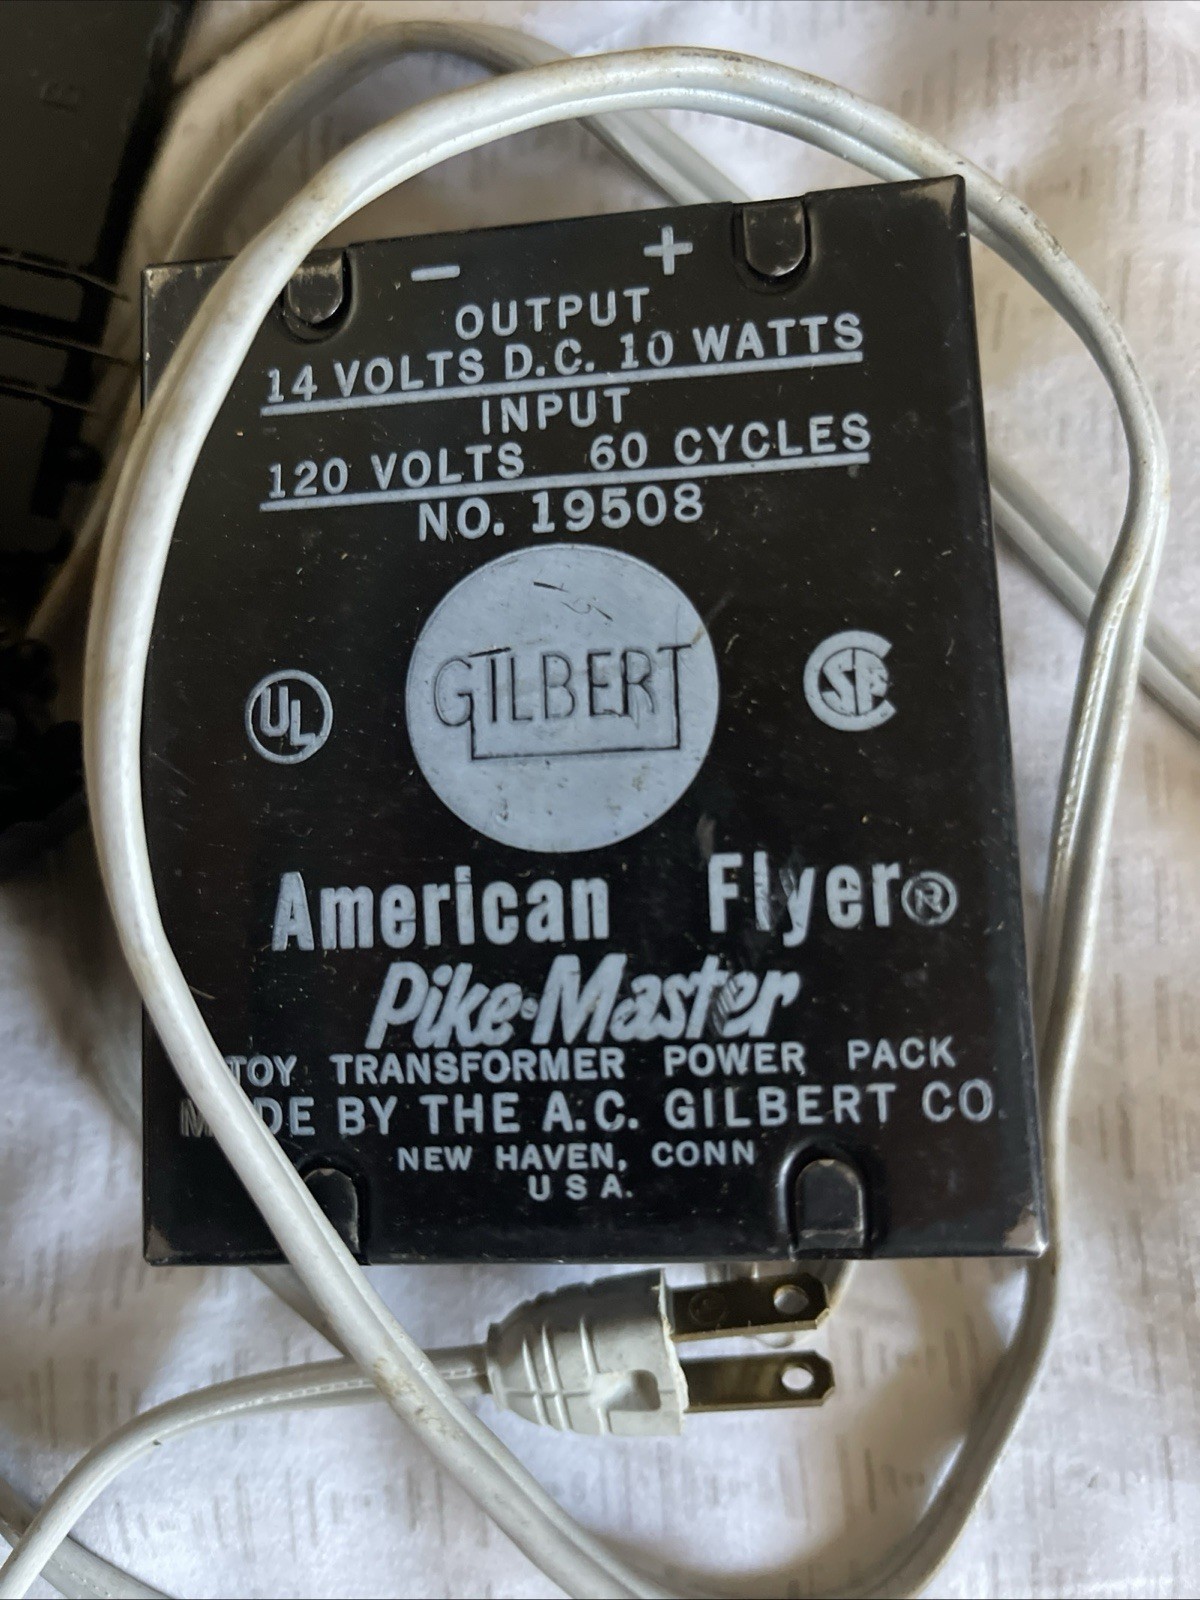 — +
OUTPUT
14 VOLTS D.C. 10 WATTS
INPUT
120 VOLTS 60 CYCLES
NO. 19508
GILBERT
UL
CSA
American Flyer®
Pike-Master
TOY TRANSFORMER POWER PACK
MADE BY THE A.C. GILBERT CO.
NEW HAVEN, CONN
U S A.